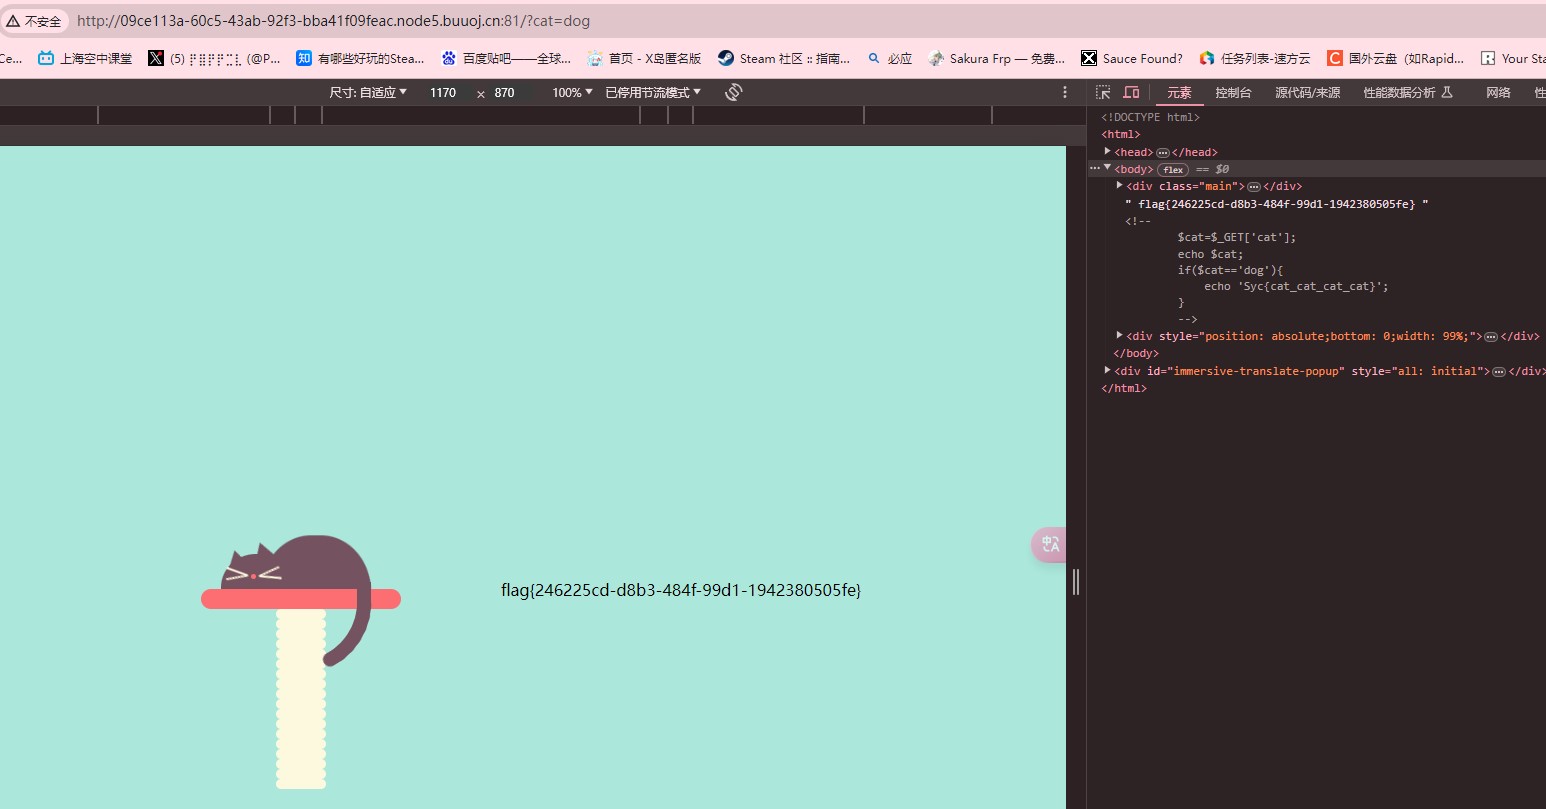 不安全 http://09ce113a-60c5-43ab-92f3-bba41f09feac.node5.buuoj.cn:81/?cat=dog
Ce... 上海空中课堂 (5) (@P... 知 有哪些好玩的Stea... 百度贴吧——全球... 首页 - X岛匿名版 Steam 社区 :: 指南... 必应 Sakura Frp — 免费... Sauce Found? 任务列表-速方云 国外云盘（如Rapid... Your Sta
尺寸: 自适应 1170 × 870 100% 已停用节流模式
元素 控制台 源代码/来源 性能数据分析 网络 性
<!DOCTYPE html>
<html>
<head>…</head>
… <body> flex == $0
<div class="main">…</div>
" flag{246225cd-d8b3-484f-99d1-1942380505fe} "
<!--
$cat=$_GET['cat'];
echo $cat;
if($cat=='dog'){
echo 'Syc{cat_cat_cat_cat}';
}
-->
<div style="position: absolute;bottom: 0;width: 99%;">…</div>
</body>
<div id="immersive-translate-popup" style="all: initial">…</div>
</html>
中A
flag{246225cd-d8b3-484f-99d1-1942380505fe}